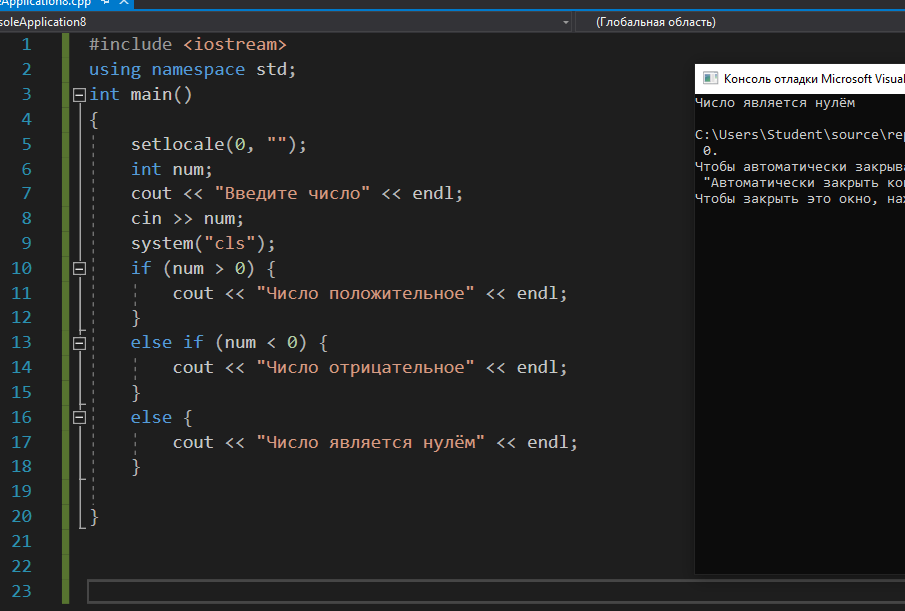 Application8.cpp
soleApplication8
(Глобальная область)
1 #include <iostream>
2 using namespace std;
3 int main()
4 {
5 setlocale(0, "");
6 int num;
7 cout << "Введите число" << endl;
8 cin >> num;
9 system("cls");
10 if (num > 0) {
11 cout << "Число положительное" << endl;
12 }
13 else if (num < 0) {
14 cout << "Число отрицательное" << endl;
15 }
16 else {
17 cout << "Число является нулём" << endl;
18 }
19
20 }
21
22
23
Консоль отладки Microsoft Visual
Число является нулём
C:\Users\Student\source\rep
0.
Чтобы автоматически закрыва
"Автоматически закрыть ко
Чтобы закрыть это окно, на